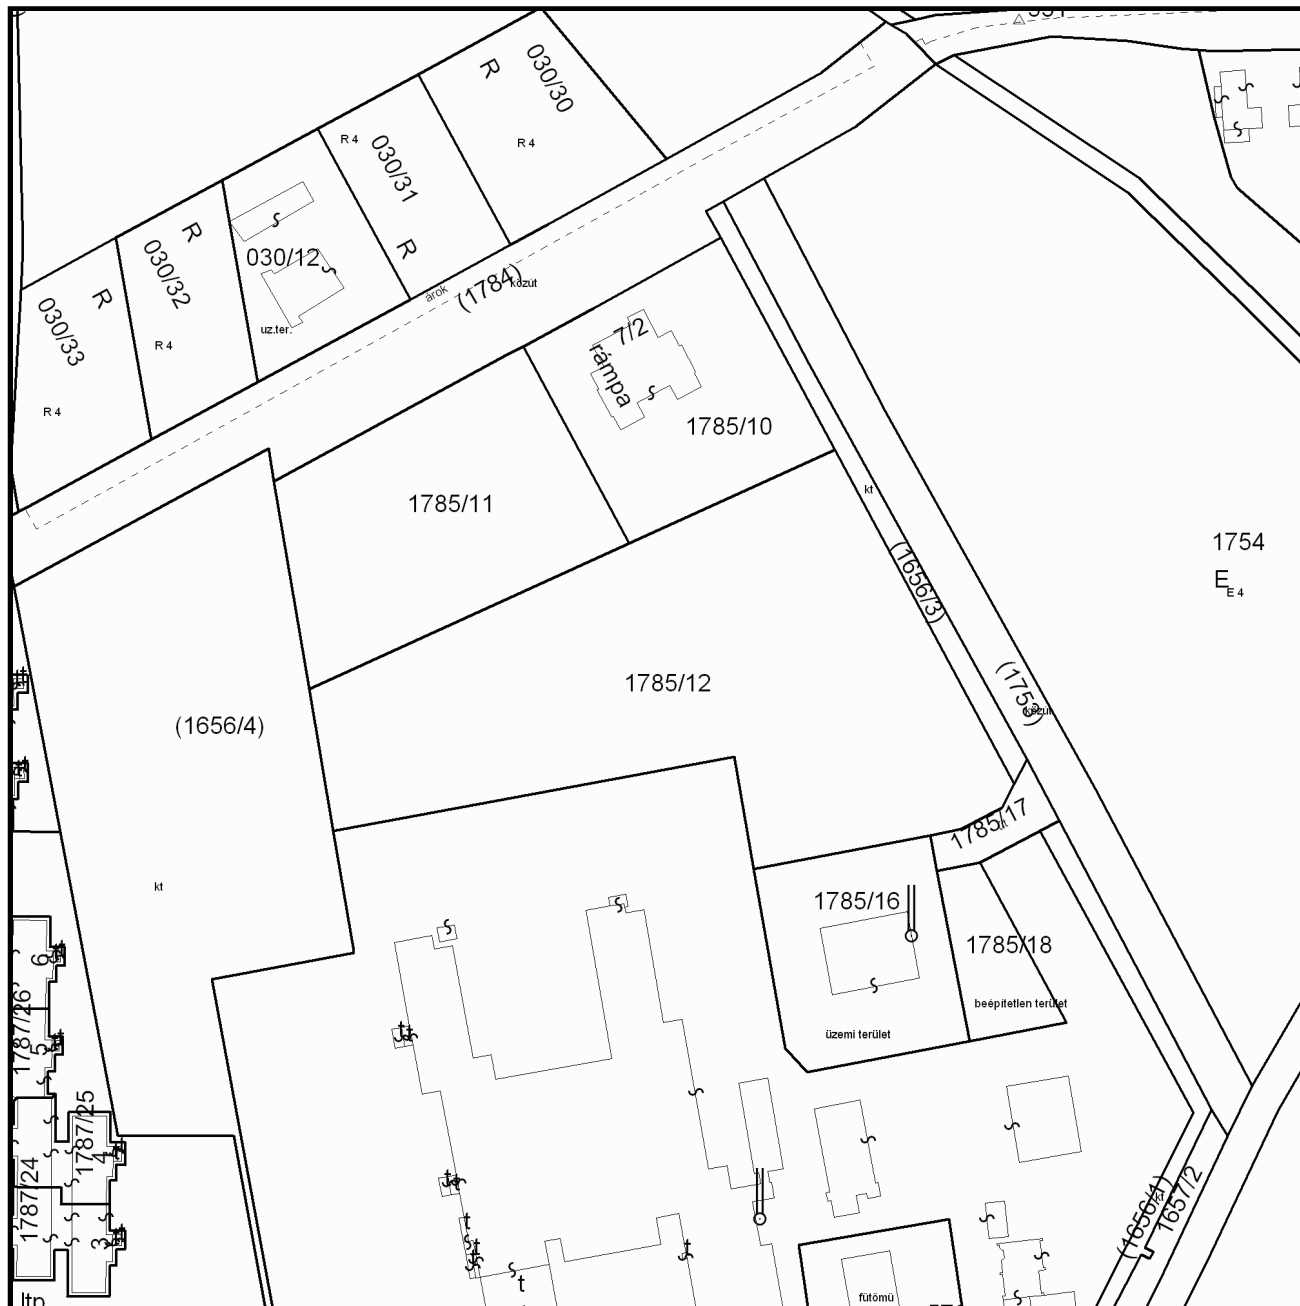 030/30
R
R 4
R 4
030/31
R
R
030/32
030/12
R
030/33
uz.ter.
R 4
R 4
árok
(1784)
közút
7/2
rámpa
1785/10
1785/11
kt
1754
E
E 4
(1656/3)
1785/12
(1753)
közút
(1656/4)
kt
1785/17
1785/16
1785/18
beépítetlen terület
üzemi terület
6
1787/26
5
1787/25
4
1787/24
3
ltp
t
t
t
t
(1656/1)
kt
1657/2
fűtőmű